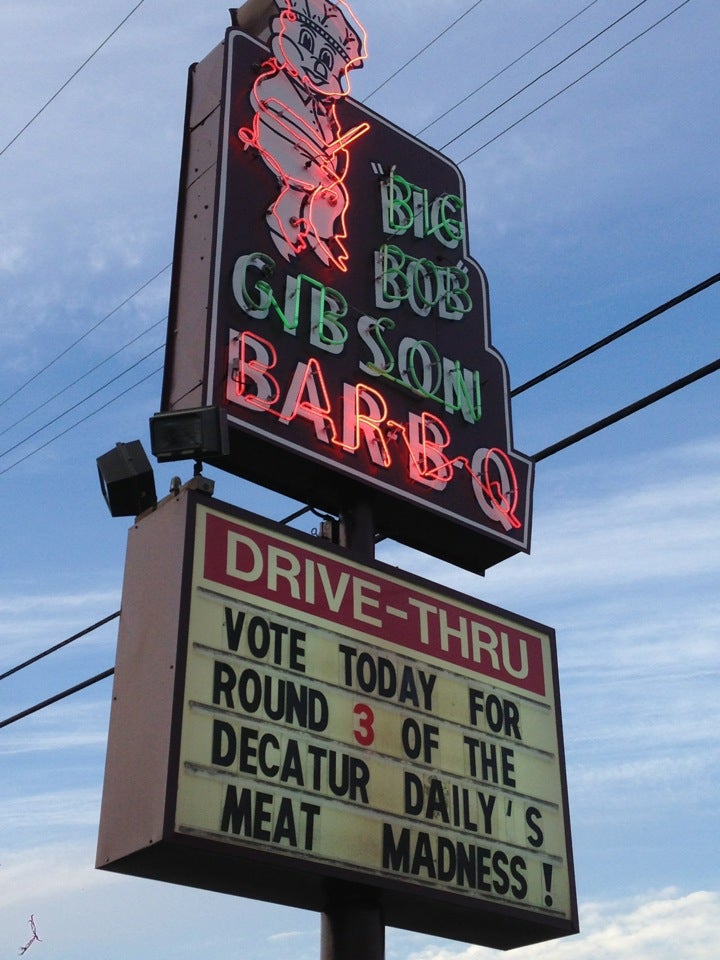 "BIG
BOB"
GIBSON
BAR-B-Q
DRIVE-THRU
VOTE TODAY FOR
ROUND 3 OF THE
DECATUR DAILY'S
MEAT MADNESS!